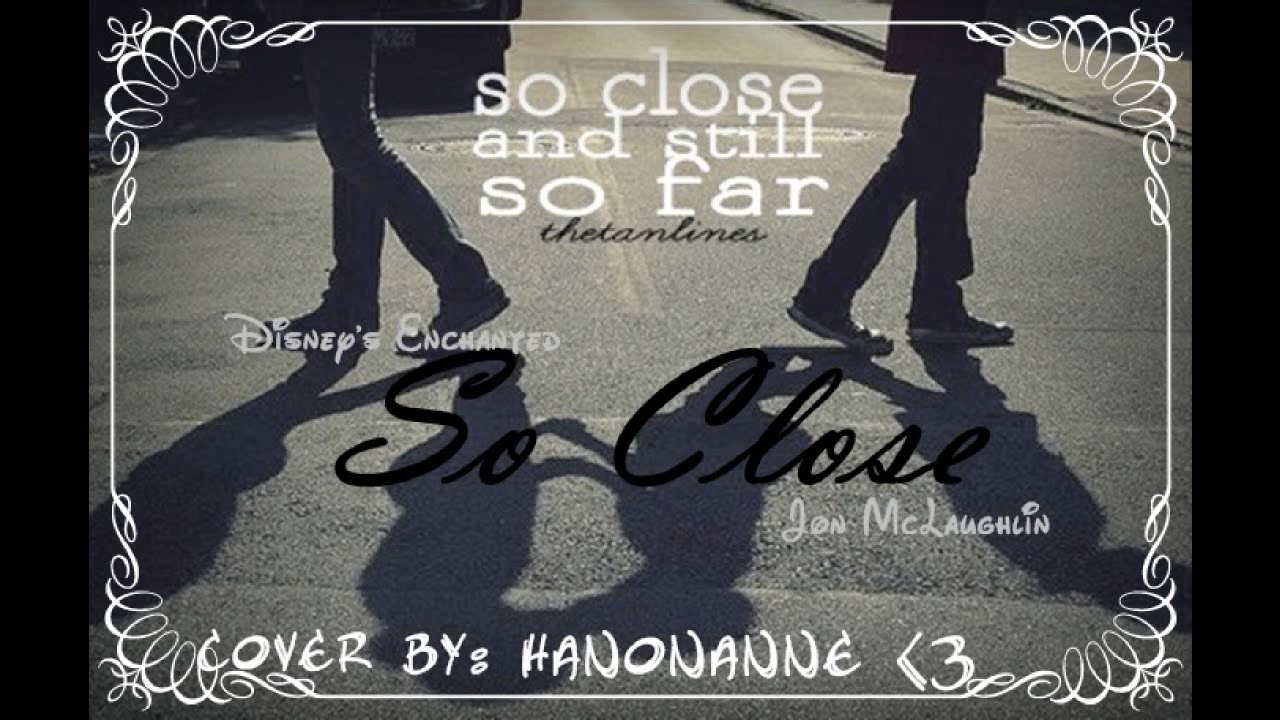 so close
and still
so far
thetanlines
Disney's Enchanted
So Close
Jon McLaughlin
COVER BY: HANONANNE <3